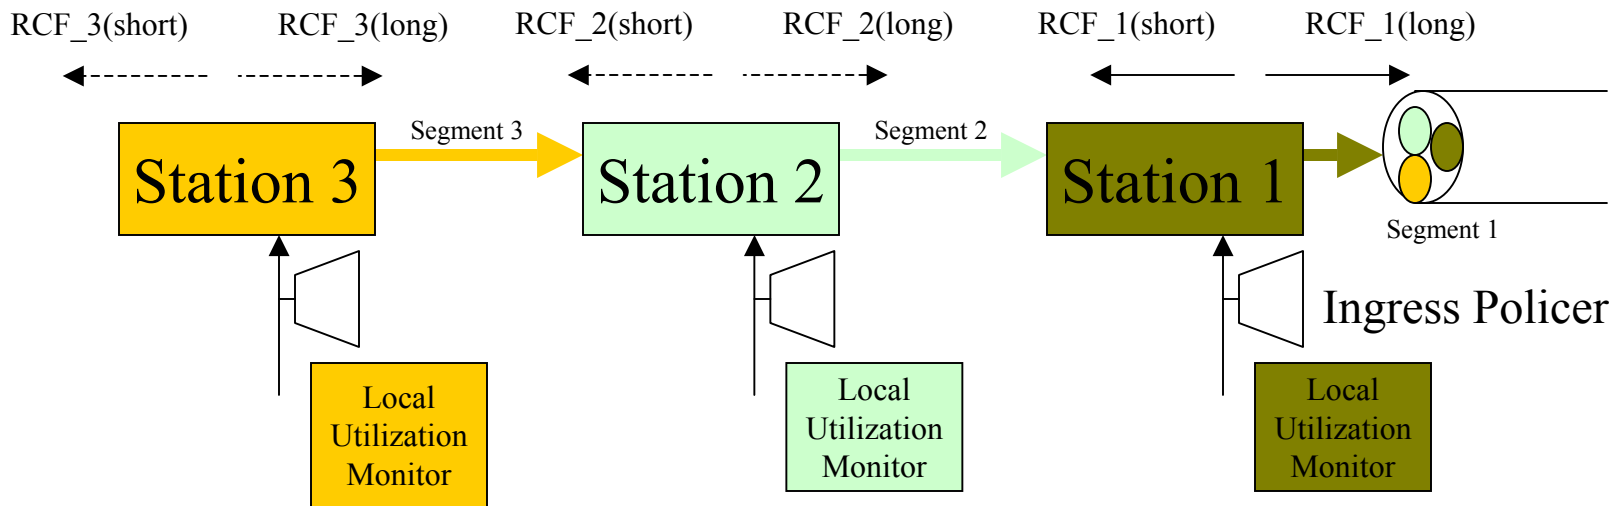 RCF_3(short) RCF_3(long) RCF_2(short) RCF_2(long) RCF_1(short) RCF_1(long)
Segment 3 Segment 2
Station 3 Station 2 Station 1
Segment 1
Ingress Policer
Local
Utilization
Monitor
Local
Utilization
Monitor
Local
Utilization
Monitor